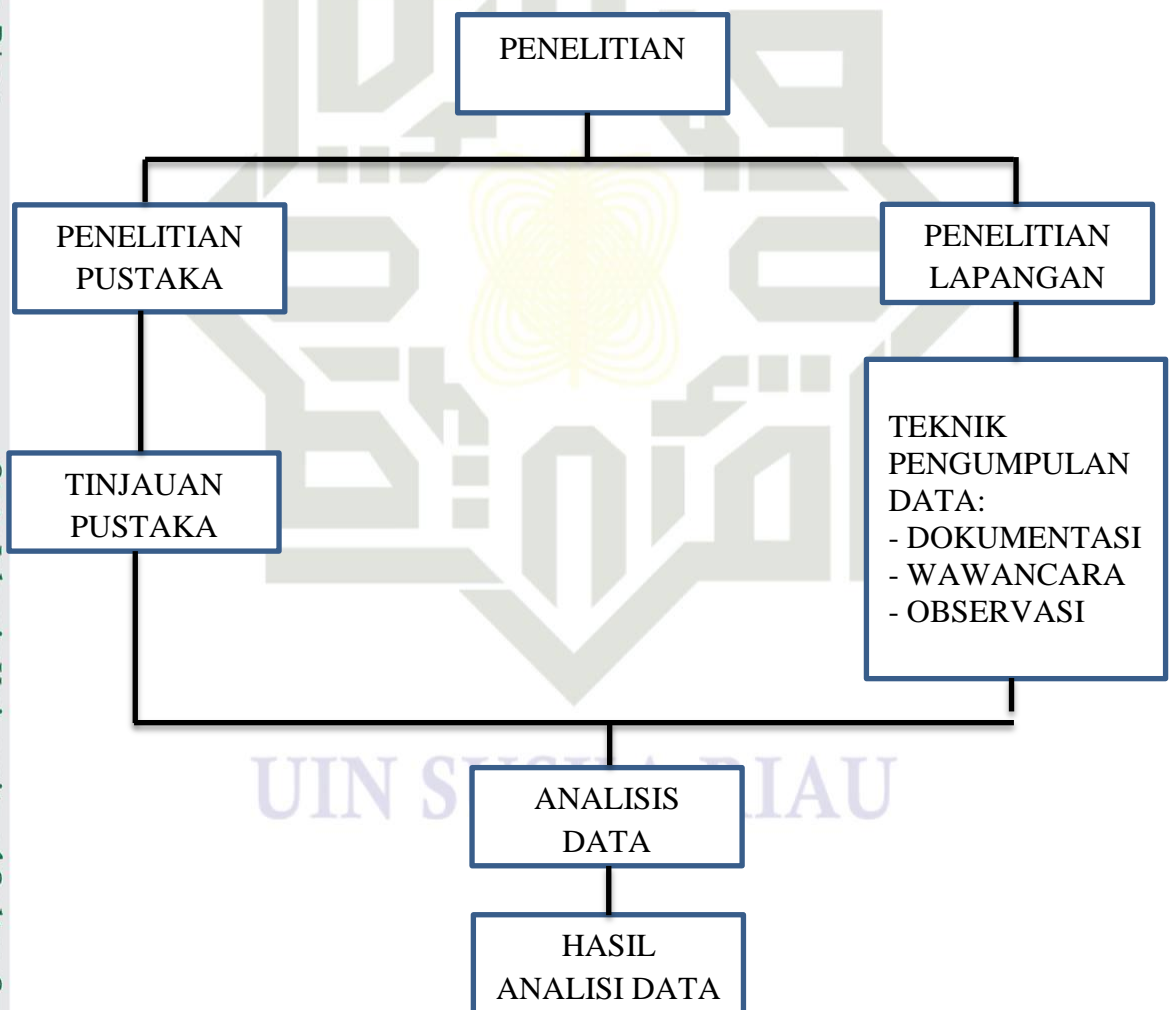 PENELITIAN
PENELITIAN
PUSTAKA
PENELITIAN
LAPANGAN
TINJAUAN
PUSTAKA
TEKNIK
PENGUMPULAN
DATA:
- DOKUMENTASI
- WAWANCARA
- OBSERVASI
UIN SUSKA RIAU
ANALISIS
DATA
HASIL
ANALISI DATA